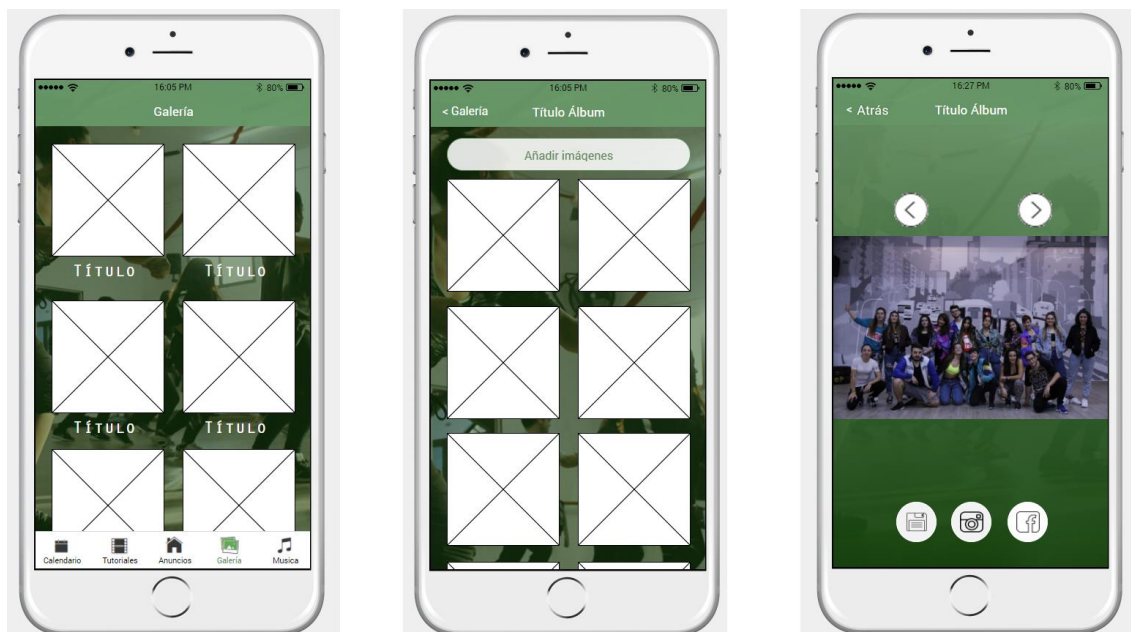 16:05 PM
80%
Galería
TÍTULO
TÍTULO
TÍTULO
TÍTULO
Calendario
Tutoriales
Anuncios
Galería
Musica
16:05 PM
80%
< Galería
Título Álbum
Añadir imágenes
16:27 PM
80%
< Atrás
Título Álbum